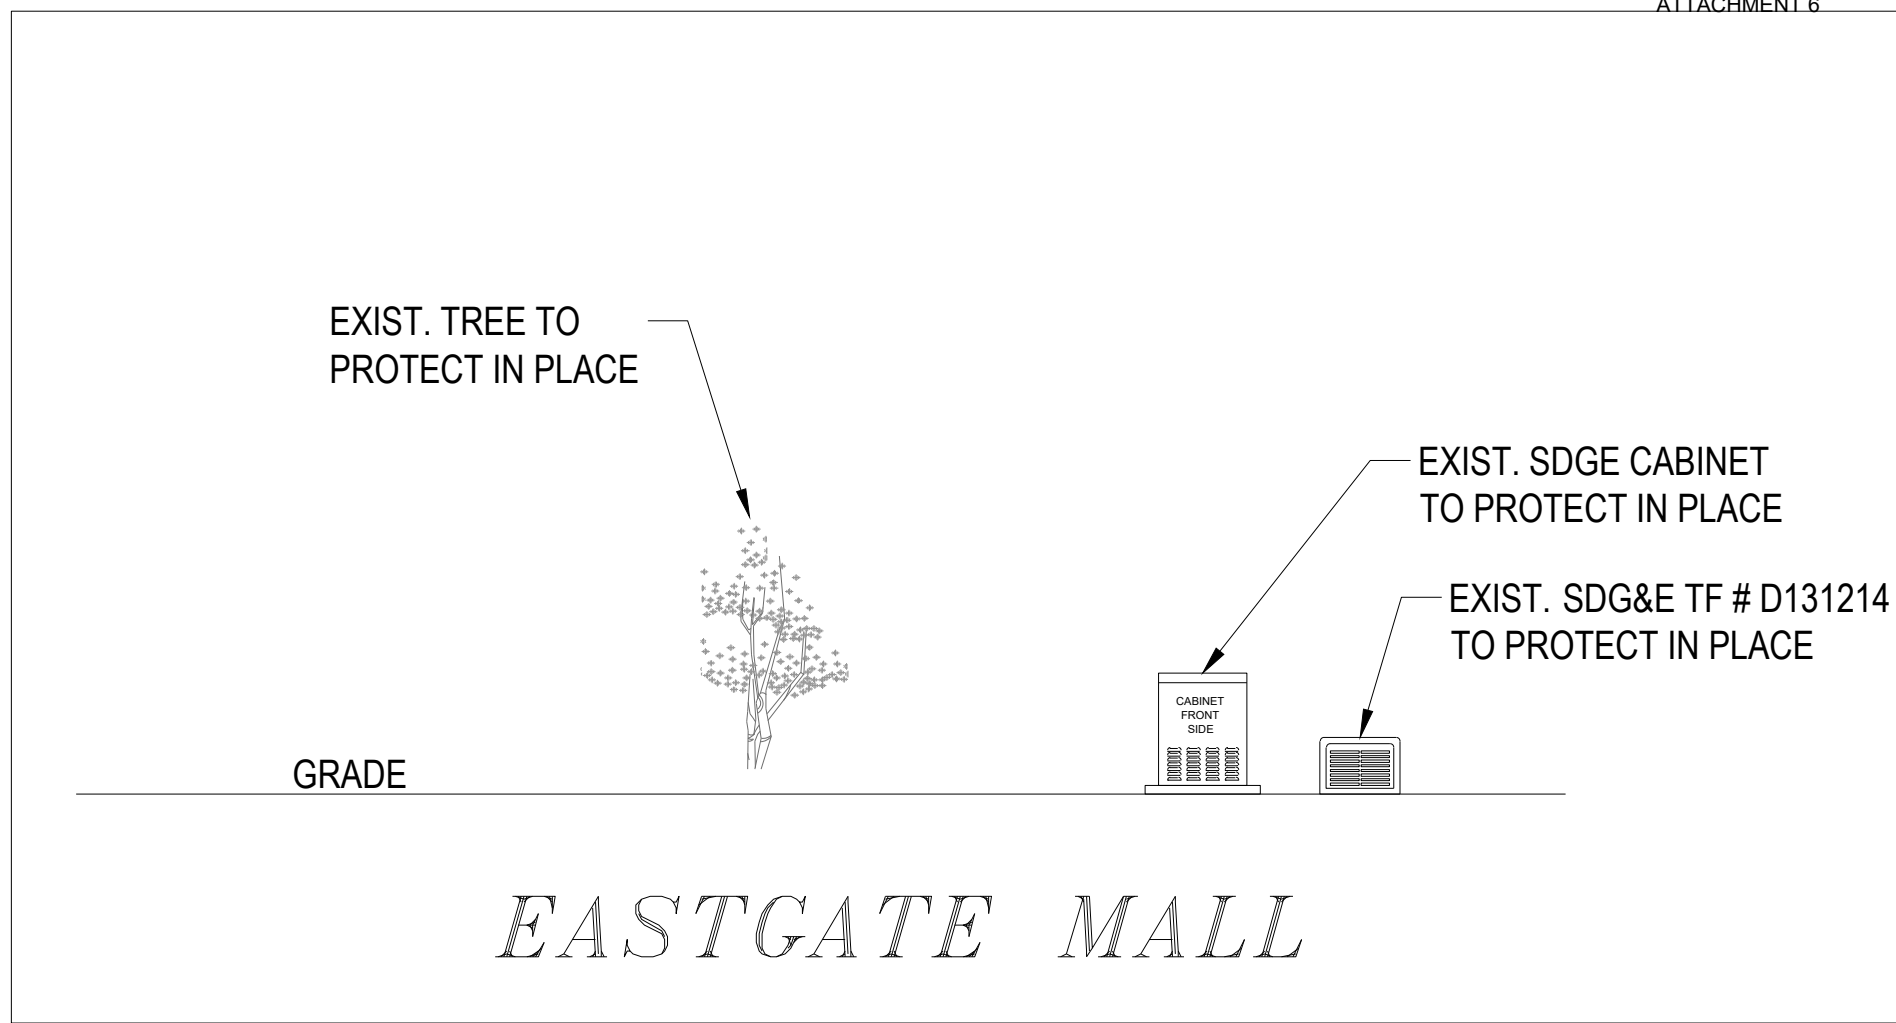 ATTACHMENT 6
EXIST. TREE TO
PROTECT IN PLACE
EXIST. SDGE CABINET
TO PROTECT IN PLACE
EXIST. SDG&E TF # D131214
TO PROTECT IN PLACE
CABINET
FRONT
SIDE
GRADE
EASTGATE MALL